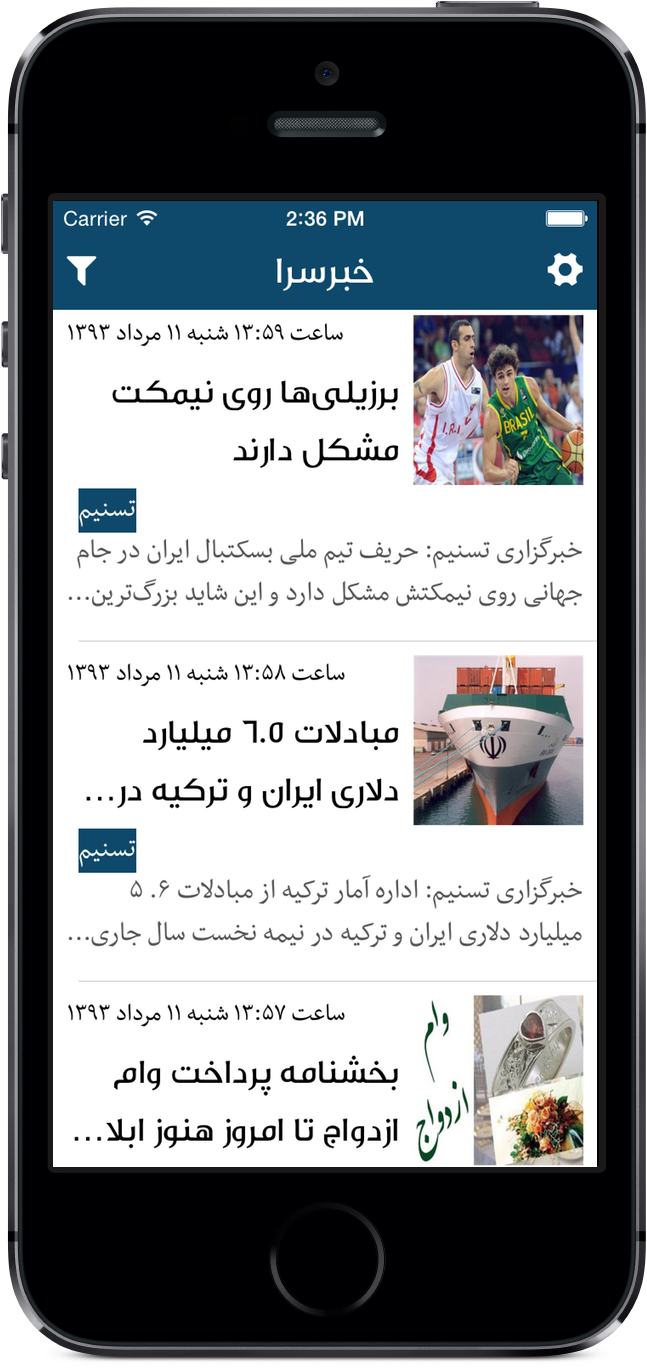 Carrier 2:36 PM
خبرسرا
ساعت ۱۳:۵۹ شنبه ۱۱ مرداد ۱۳۹۳
برزیلی‌ها روی نیمکت
مشکل دارند
I.R.I
BRASIL
7
تسنیم
خبرگزاری تسنیم: حریف تیم ملی بسکتبال ایران در جام
جهانی روی نیمکتش مشکل دارد و این شاید بزرگ‌ترین...
ساعت ۱۳:۵۸ شنبه ۱۱ مرداد ۱۳۹۳
مبادلات ٦.٥ میلیارد
دلاری ایران و ترکیه در...
تسنیم
خبرگزاری تسنیم: اداره آمار ترکیه از مبادلات ۶. ۵
میلیارد دلاری ایران و ترکیه در نیمه نخست سال جاری...
ساعت ۱۳:۵۷ شنبه ۱۱ مرداد ۱۳۹۳
بخشنامه پرداخت وام
ازدواج تا امروز هنوز ابلا...
وام
ازدواج